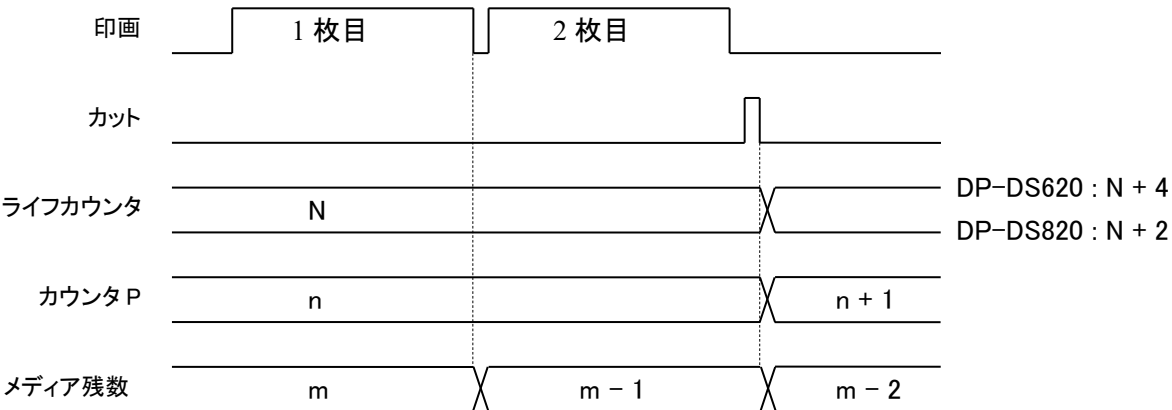 印画 1 枚目 2 枚目
カット
ライフカウンタ N DP-DS620 : N + 4
DP-DS820 : N + 2
カウンタ P n n + 1
メディア残数 m m - 1 m - 2